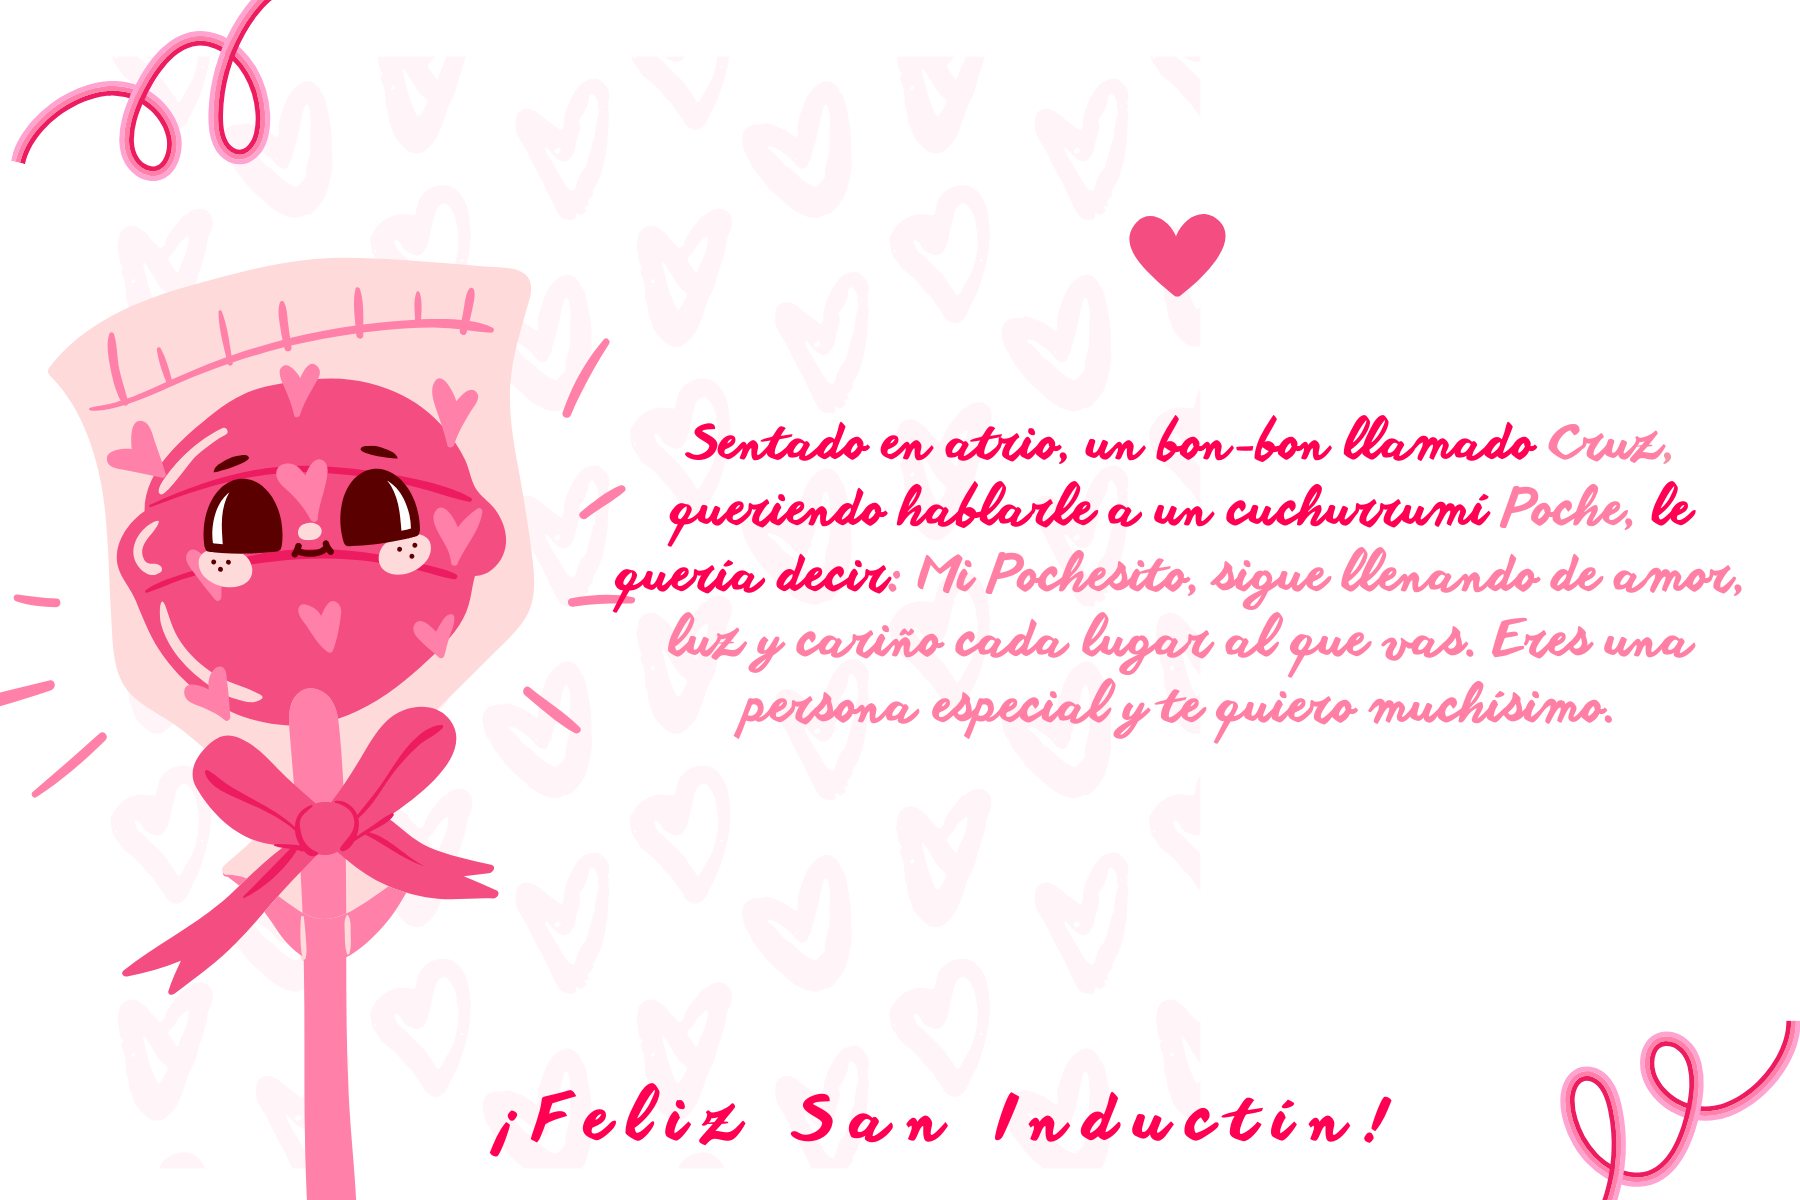 Sentado en atrio, un bon-bon llamado Cruz,
queriendo hablarle a un cuchurrumí Poche, le
quería decir: Mi Pochesito, sigue llenando de amor,
luz y cariño cada lugar al que vas. Eres una
persona especial y te quiero muchísimo.
¡Feliz San Inductín!